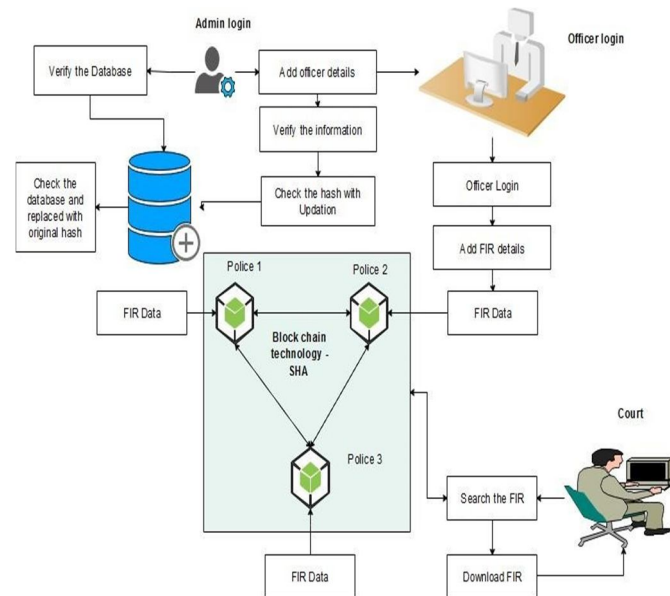 Admin login
Officer login
Verify the Database
Add officer details
Verify the information
Check the
database and
replaced with
original hash
Check the hash with
Updation
Officer Login
Add FIR details
Police 1
Police 2
FIR Data
FIR Data
Block chain
technology -
SHA
Court
Police 3
Search the FIR
FIR Data
Download FIR